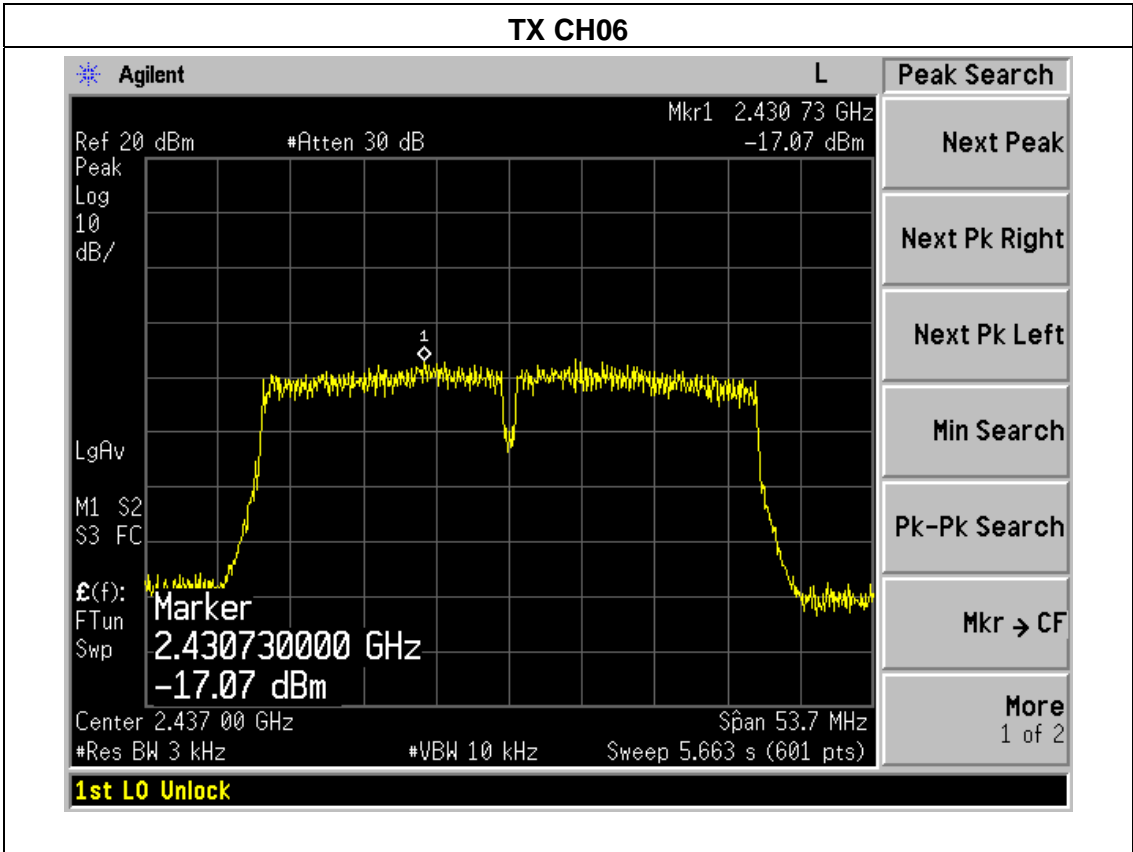 TX CH06
Agilent L Peak Search
Mkr1 2.430 73 GHz
Ref 20 dBm #Atten 30 dB -17.07 dBm
Peak
Log
10
dB/
1
LgAv
M1 S2
S3 FC
£(f):
FTun
Swp
Marker
2.430730000 GHz
-17.07 dBm
Center 2.437 00 GHz Span 53.7 MHz
#Res BW 3 kHz #VBW 10 kHz Sweep 5.663 s (601 pts)
Next Peak
Next Pk Right
Next Pk Left
Min Search
Pk-Pk Search
Mkr → CF
More
1 of 2
1st LO Unlock